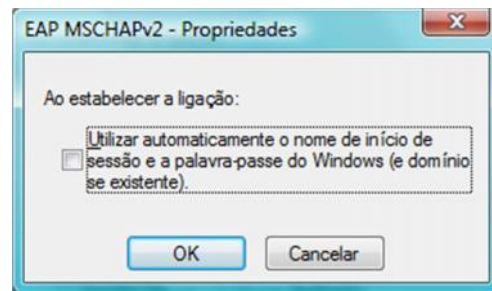 EAP MSCHAPv2 - Propriedades
Ao estabelecer a ligação:
Utilizar automaticamente o nome de início de
sessão e a palavra-passe do Windows (e domínio
se existente).
OK
Cancelar